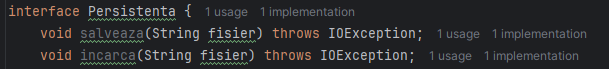 interface Persistenta {  1 usage  1 implementation
    void salveaza(String fisier) throws IOException;  1 usage  1 implementation
    void incarca(String fisier) throws IOException;  1 usage  1 implementation